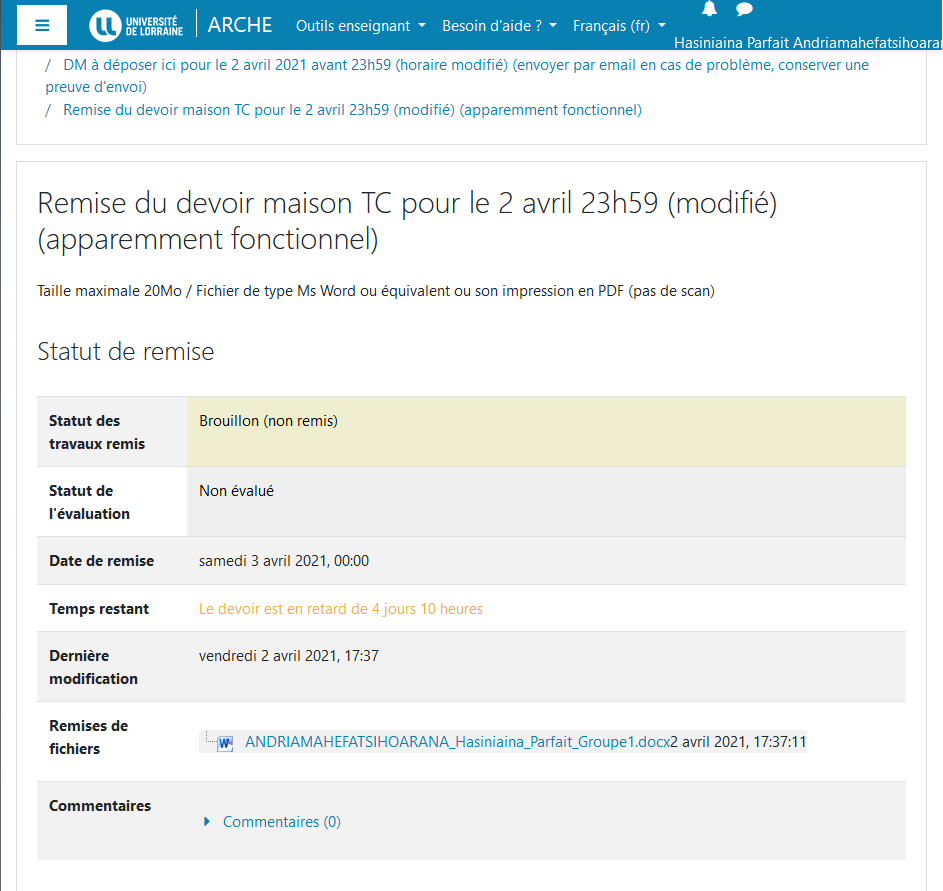 UNIVERSITÉ
DE LORRAINE
ARCHE
Outils enseignant
Besoin d'aide ?
Français (fr)
Hasiniaina Parfait Andriamahefatsihoarar
/ DM à déposer ici pour le 2 avril 2021 avant 23h59 (horaire modifié) (envoyer par email en cas de problème, conserver une
preuve d'envoi)
/ Remise du devoir maison TC pour le 2 avril 23h59 (modifié) (apparemment fonctionnel)
Remise du devoir maison TC pour le 2 avril 23h59 (modifié)
(apparemment fonctionnel)
Taille maximale 20Mo / Fichier de type Ms Word ou équivalent ou son impression en PDF (pas de scan)
Statut de remise
Statut des
travaux remis
Brouillon (non remis)
Statut de
l'évaluation
Non évalué
Date de remise
samedi 3 avril 2021, 00:00
Temps restant
Le devoir est en retard de 4 jours 10 heures
Dernière
modification
vendredi 2 avril 2021, 17:37
Remises de
fichiers
ANDRIAMAHEFATSIHOARANA_Hasiniaina_Parfait_Groupe1.docx2 avril 2021, 17:37:11
Commentaires
Commentaires (0)